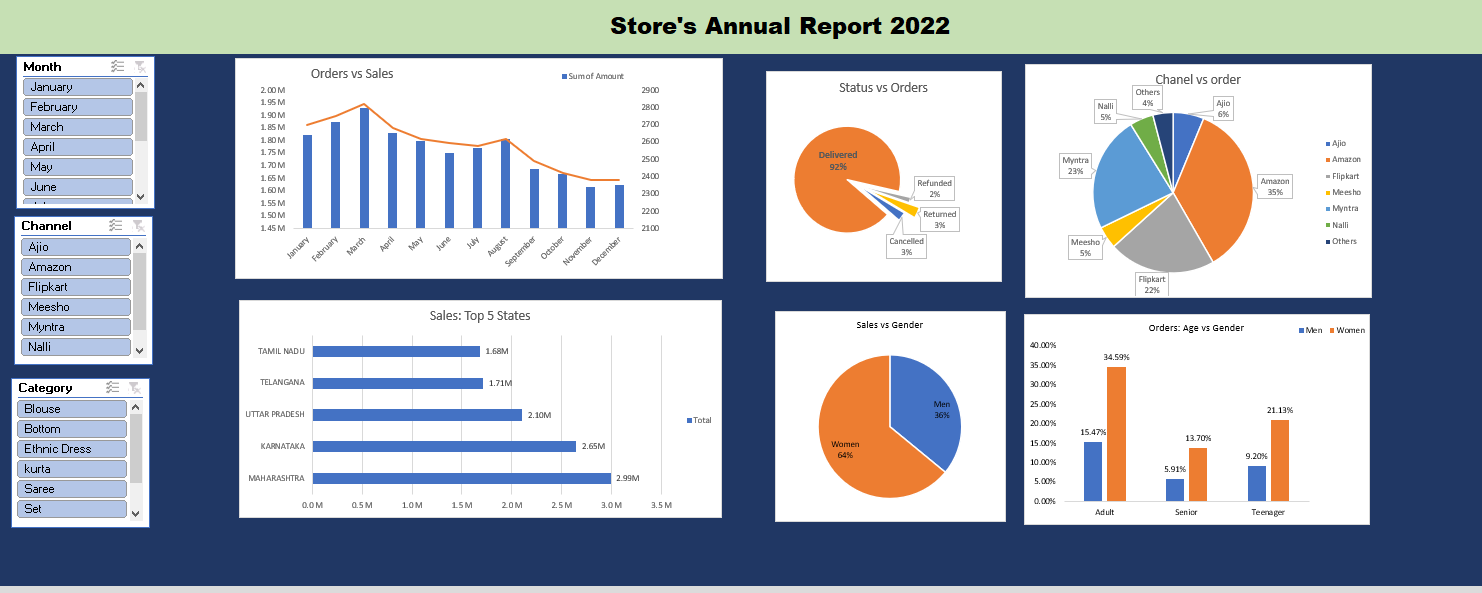 Store's Annual Report 2022
Month
January
February
March
April
May
June
Channel
Ajio
Amazon
Flipkart
Meesho
Myntra
Nalli
Category
Blouse
Bottom
Ethnic Dress
kurta
Saree
Set
Orders vs Sales
Sum of Amount
2.00 M
1.95 M
1.90 M
1.85 M
1.80 M
1.75 M
1.70 M
1.65 M
1.60 M
1.55 M
1.50 M
1.45 M
2900
2800
2700
2600
2500
2400
2300
2200
2100
January
February
March
April
May
June
July
August
September
October
November
December
Status vs Orders
Delivered
92%
Refunded
2%
Returned
3%
Cancelled
3%
Chanel vs order
Others
4%
Ajio
6%
Nalli
5%
Myntra
23%
Amazon
35%
Meesho
5%
Flipkart
22%
Ajio
Amazon
Flipkart
Meesho
Myntra
Nalli
Others
Sales: Top 5 States
TAMIL NADU 1.68M
TELANGANA 1.71M
UTTAR PRADESH 2.10M
KARNATAKA 2.65M
MAHARASHTRA 2.99M
0.0 M 0.5 M 1.0 M 1.5 M 2.0 M 2.5 M 3.0 M 3.5 M
Total
Sales vs Gender
Men
36%
Women
64%
Orders: Age vs Gender
Men Women
40.00%
35.00%
30.00%
25.00%
20.00%
15.00%
10.00%
5.00%
0.00%
15.47%
34.59%
5.91%
13.70%
9.20%
21.13%
Adult Senior Teenager